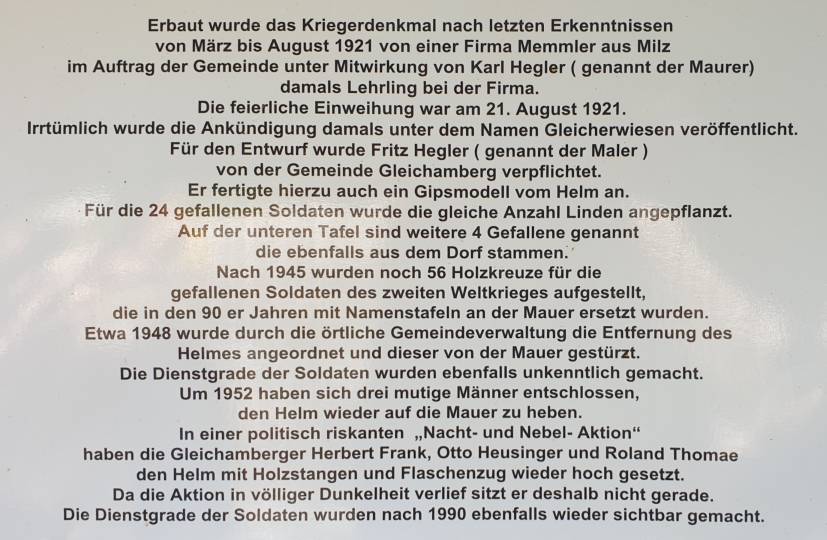 Erbaut wurde das Kriegerdenkmal nach letzten Erkenntnissen
von März bis August 1921 von einer Firma Memmler aus Milz
im Auftrag der Gemeinde unter Mitwirkung von Karl Hegler ( genannt der Maurer)
damals Lehrling bei der Firma.
Die feierliche Einweihung war am 21. August 1921.
Irrtümlich wurde die Ankündigung damals unter dem Namen Gleicherwiesen veröffentlicht.
Für den Entwurf wurde Fritz Hegler ( genannt der Maler )
von der Gemeinde Gleichamberg verpflichtet.
Er fertigte hierzu auch ein Gipsmodell vom Helm an.
Für die 24 gefallenen Soldaten wurde die gleiche Anzahl Linden angepflanzt.
Auf der unteren Tafel sind weitere 4 Gefallene genannt
die ebenfalls aus dem Dorf stammen.
Nach 1945 wurden noch 56 Holzkreuze für die
gefallenen Soldaten des zweiten Weltkrieges aufgestellt,
die in den 90 er Jahren mit Namenstafeln an der Mauer ersetzt wurden.
Etwa 1948 wurde durch die örtliche Gemeindeverwaltung die Entfernung des
Helmes angeordnet und dieser von der Mauer gestürzt.
Die Dienstgrade der Soldaten wurden ebenfalls unkenntlich gemacht.
Um 1952 haben sich drei mutige Männer entschlossen,
den Helm wieder auf die Mauer zu heben.
In einer politisch riskanten „Nacht- und Nebel- Aktion“
haben die Gleichamberger Herbert Frank, Otto Heusinger und Roland Thomae
den Helm mit Holzstangen und Flaschenzug wieder hoch gesetzt.
Da die Aktion in völliger Dunkelheit verlief sitzt er deshalb nicht gerade.
Die Dienstgrade der Soldaten wurden nach 1990 ebenfalls wieder sichtbar gemacht.